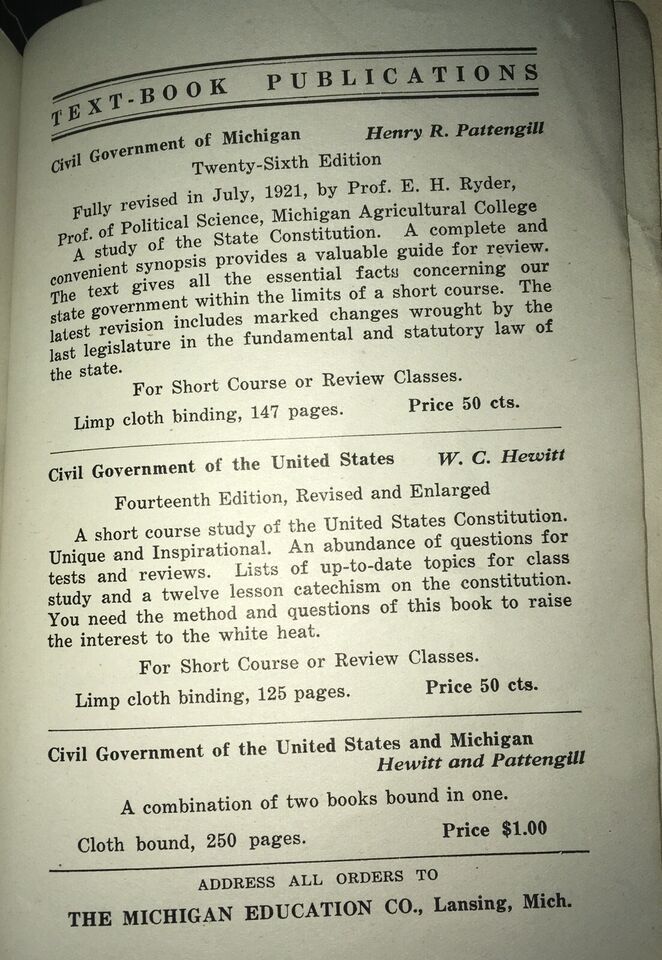 TEXT-BOOK PUBLICATIONS
Civil Government of Michigan Henry R. Pattengill
Twenty-Sixth Edition
Fully revised in July, 1921, by Prof. E. H. Ryder,
Prof. of Political Science, Michigan Agricultural College
A study of the State Constitution. A complete and
convenient synopsis provides a valuable guide for review.
The text gives all the essential facts concerning our
state government within the limits of a short course. The
latest revision includes marked changes wrought by the
last legislature in the fundamental and statutory law of
the state.
For Short Course or Review Classes.
Limp cloth binding, 147 pages. Price 50 cts.
Civil Government of the United States W. C. Hewitt
Fourteenth Edition, Revised and Enlarged
A short course study of the United States Constitution.
Unique and Inspirational. An abundance of questions for
tests and reviews. Lists of up-to-date topics for class
study and a twelve lesson catechism on the constitution.
You need the method and questions of this book to raise
the interest to the white heat.
For Short Course or Review Classes.
Limp cloth binding, 125 pages. Price 50 cts.
Civil Government of the United States and Michigan
Hewitt and Pattengill
A combination of two books bound in one.
Cloth bound, 250 pages. Price $1.00
ADDRESS ALL ORDERS TO
THE MICHIGAN EDUCATION CO., Lansing, Mich.